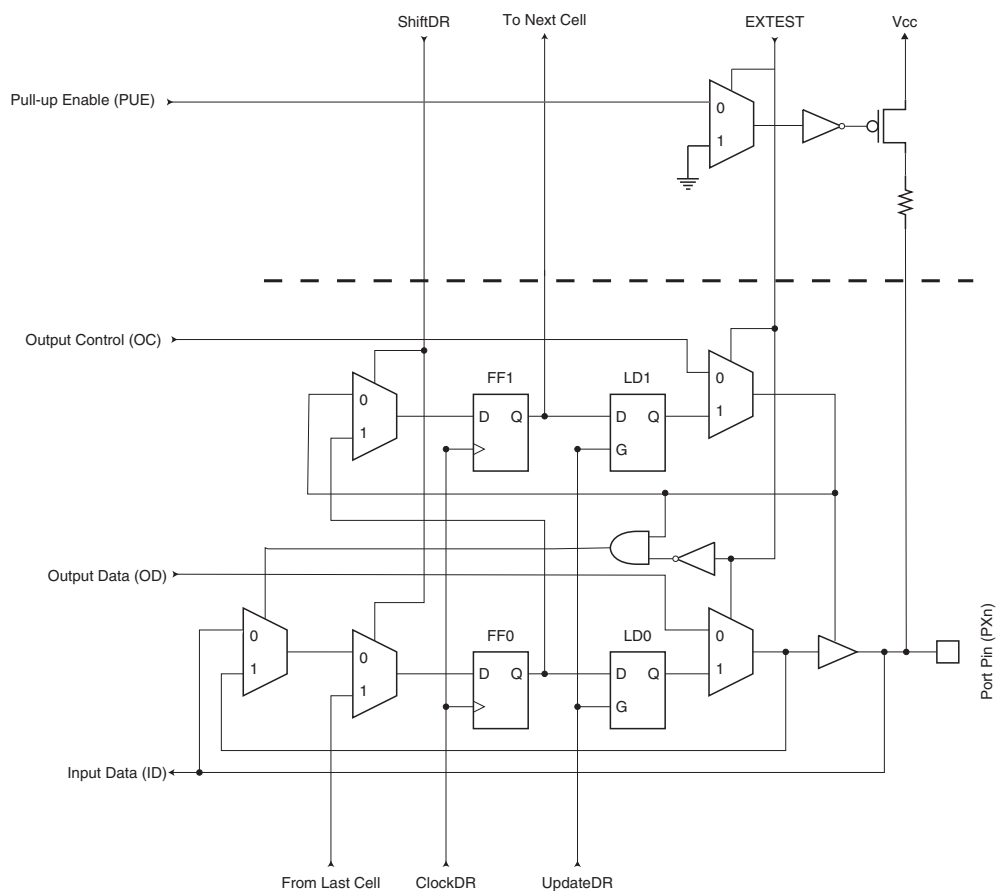 ShiftDR
To Next Cell
EXTEST
Vcc
Pull-up Enable (PUE)
0
1
Output Control (OC)
FF1
LD1
0
1
0
1
D
Q
D
Q
G
Output Data (OD)
FF0
LD0
0
1
0
1
0
1
D
Q
D
Q
G
Port Pin (PXn)
Input Data (ID)
From Last Cell
ClockDR
UpdateDR